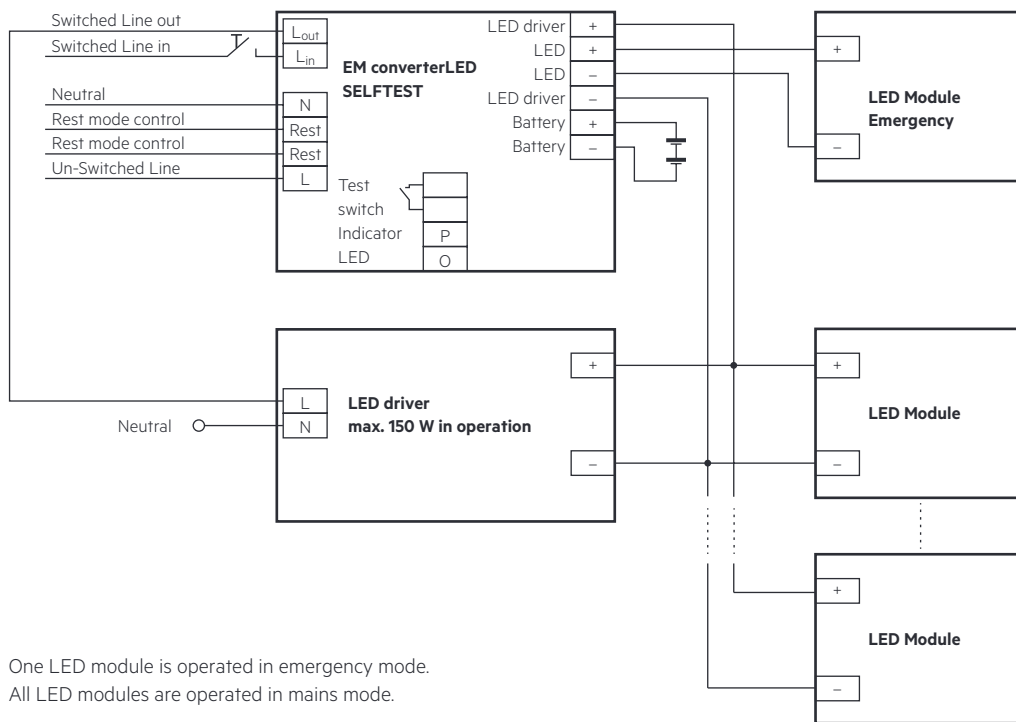 Switched Line out
Switched Line in
Neutral
Rest mode control
Rest mode control
Un-Switched Line
Lout
Lin
N
Rest
Rest
L
EM converterLED
SELFTEST
Test
switch
Indicator
LED
P
O
LED driver +
LED +
LED –
LED driver –
Battery +
Battery –
+
–
LED Module
Emergency
Neutral
L
N
LED driver
max. 150 W in operation
+
–
+
–
LED Module
+
–
LED Module
One LED module is operated in emergency mode.
All LED modules are operated in mains mode.